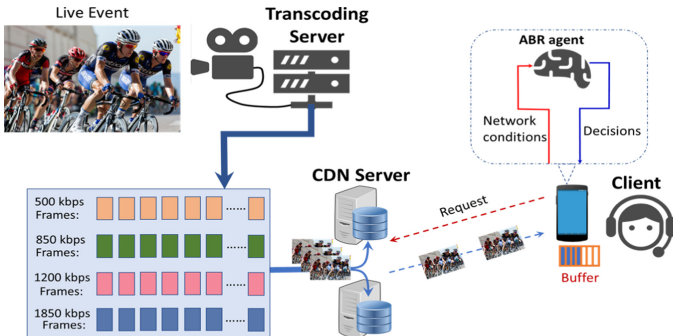 Live Event
Transcoding
Server
ABR agent
Network
conditions
Decisions
CDN Server
Client
Request
500 kbps
Frames:
......
850 kbps
Frames:
......
1200 kbps
Frames:
......
1850 kbps
Frames:
......
Buffer